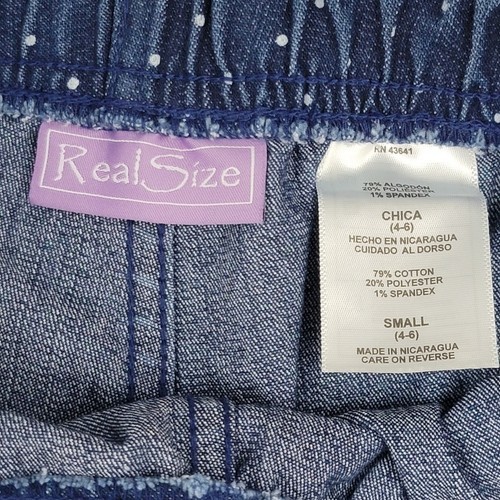 Real Size
RN 43641
79% ALGODÓN
20% POLIESTER
1% SPANDEX
CHICA
(4-6)
HECHO EN NICARAGUA
CUIDADO AL DORSO
79% COTTON
20% POLYESTER
1% SPANDEX
SMALL
(4-6)
MADE IN NICARAGUA
CARE ON REVERSE